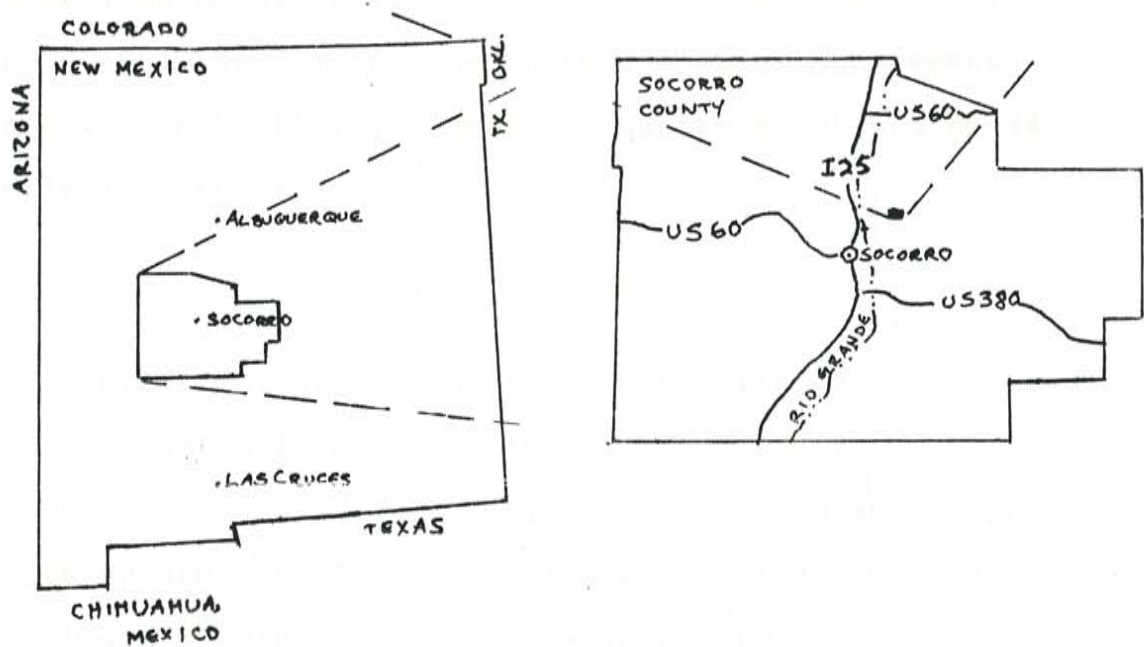 COLORADO
NEW MEXICO
ARIZONA
OKL.
TX.
ALBUQUERQUE
SOCORRO
LAS CRUCES
TEXAS
CHIHUAHUA,
MEXICO
SOCORRO
COUNTY
US60
I25
US60
SOCORRO
US380
RIO GRANDE